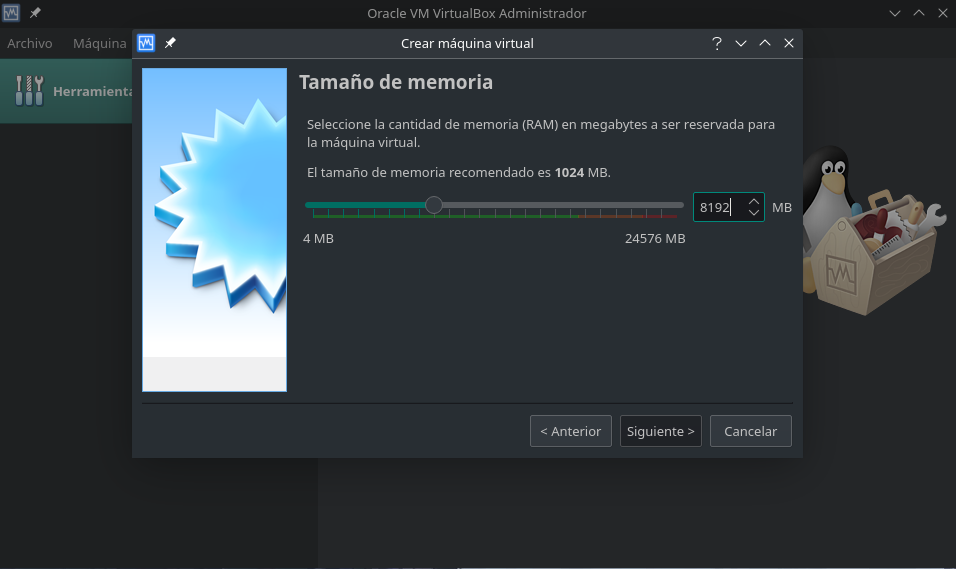 Oracle VM VirtualBox Administrador
Archivo Máquina
Crear máquina virtual
Tamaño de memoria
Seleccione la cantidad de memoria (RAM) en megabytes a ser reservada para
la máquina virtual.
El tamaño de memoria recomendado es 1024 MB.
8192 MB
4 MB 24576 MB
< Anterior Siguiente > Cancelar